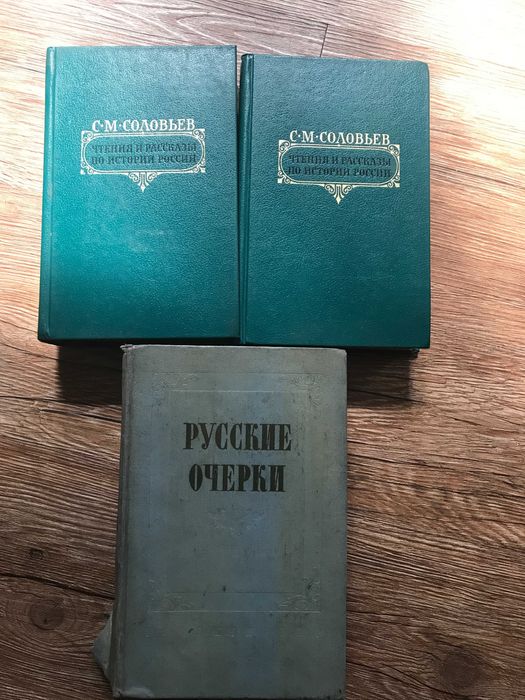 С·М·СОЛОВЬЕВ
ЧТЕНИЯ И РАССКАЗЫ
ПО ИСТОРИИ РОССИИ
С·М·СОЛОВЬЕВ
ЧТЕНИЯ И РАССКАЗЫ
ПО ИСТОРИИ РОССИИ
РУССКИЕ
ОЧЕРКИ